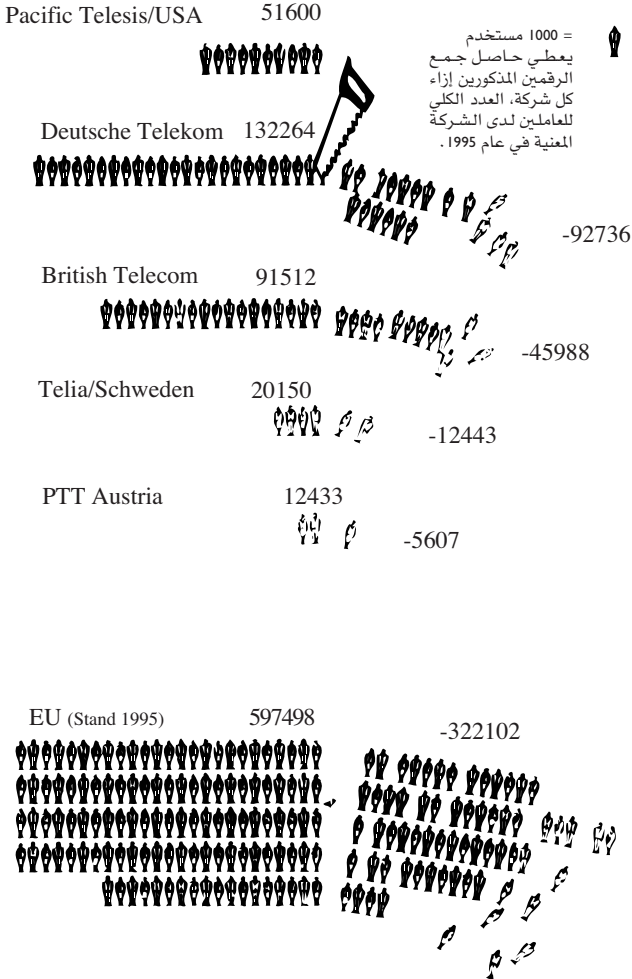 Pacific Telesis/USA 51600
= 1000 مستخدم
يعطي حاصل جمع
الرقمين المذكورين إزاء
كل شركة، العدد الكلي
للعاملين لدى الشركة
المعنية في عام 1995.
Deutsche Telekom 132264
-92736
British Telecom 91512
-45988
Telia/Schweden 20150
-12443
PTT Austria 12433
-5607
EU (Stand 1995) 597498
-322102